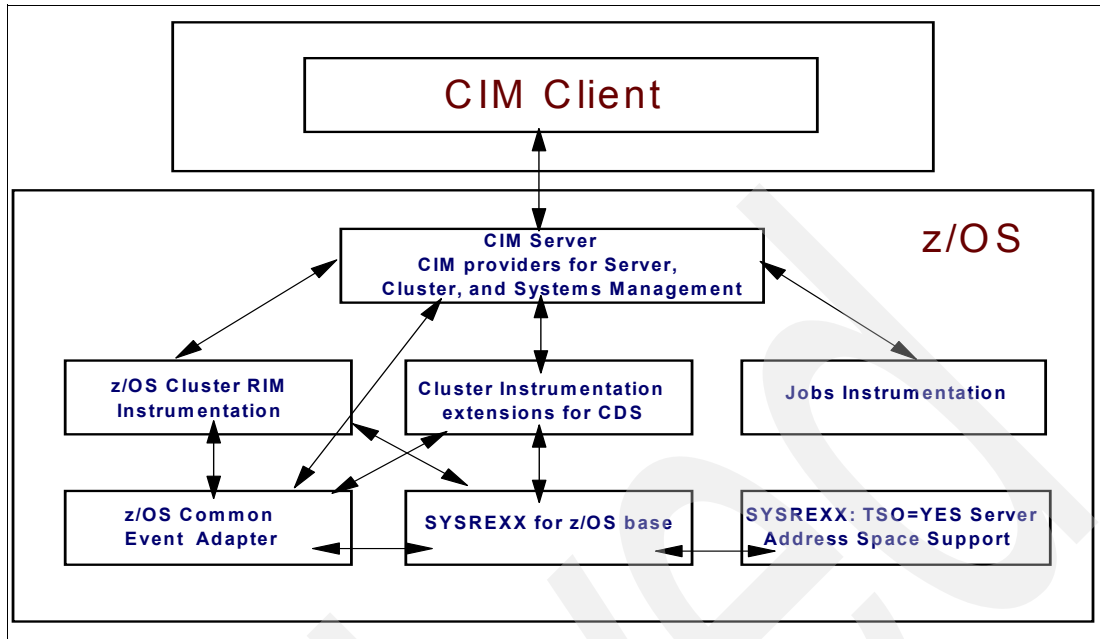 CIM Client
z/OS
CIM Server
CIM providers for Server,
Cluster, and Systems Management
z/OS Cluster RIM
Instrumentation
Cluster Instrumentation
extensions for CDS
Jobs Instrumentation
z/OS Common
Event Adapter
SYSREXX for z/OS base
SYSREXX: TSO=YES Server
Address Space Support